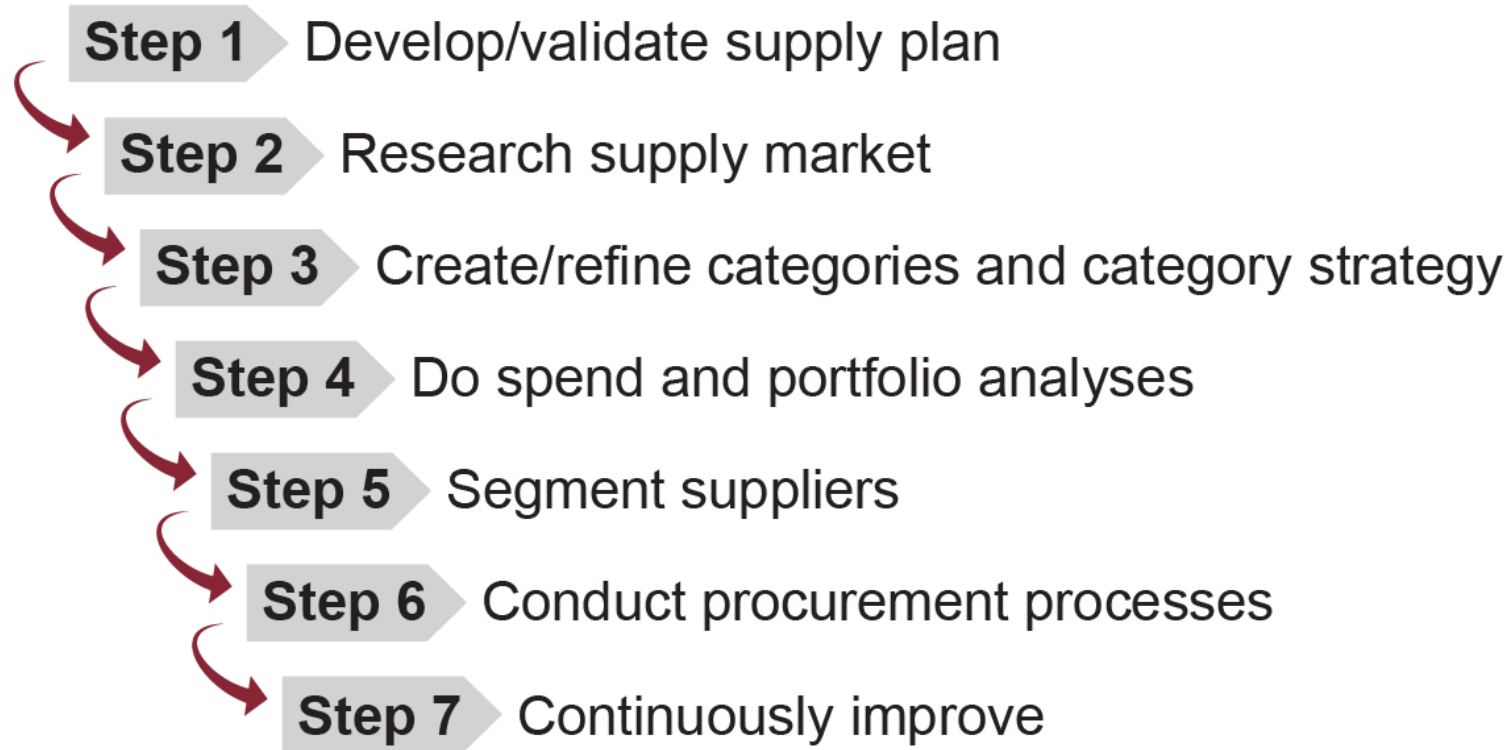 Step 1 Develop/validate supply plan
Step 2 Research supply market
Step 3 Create/refine categories and category strategy
Step 4 Do spend and portfolio analyses
Step 5 Segment suppliers
Step 6 Conduct procurement processes
Step 7 Continuously improve